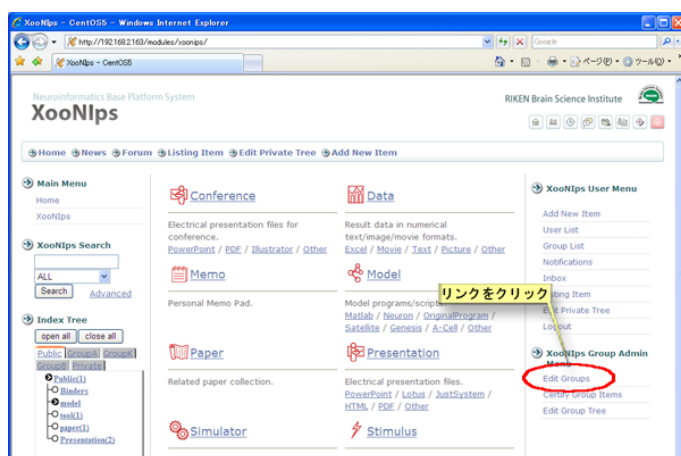 XooNIps - CentOS5 - Windows Internet Explorer
http://192.168.2.163/modules/xoonips/
Google
XooNIps - CentOS5
ページ(P)
ツール(O)
Neuroinformatics Base Platform System
XooNIps
RIKEN Brain Science Institute
Home News Forum Listing Item Edit Private Tree Add New Item
Main Menu
Home
XooNIps
XooNIps Search
ALL
Search Advanced
Index Tree
open all close all
Public GroupA GroupK
GroupB Private
Public(1)
Binders
model
tool(1)
paper(1)
Presentation(2)
Conference
Electrical presentation files for
conference.
PowerPoint / PDF / Illustrator / Other
Data
Result data in numerical
text/image/movie formats.
Excel / Movie / Text / Picture / Other
Memo
Personal Memo Pad.
Model
Model programs/scripts
Matlab / Neuron / OriginalProgram /
Satellite / Genesis / A-Cell / Other
Paper
Related paper collection.
Presentation
Electrical presentation files.
PowerPoint / Lotus / JustSystem /
HTML / PDF / Other
Simulator
Stimulus
XooNIps User Menu
Add New Item
User List
Group List
Notifications
Inbox
リンクをクリック
sting Item
Edit Private Tree
Logout
XooNIps Group Admin
Menu
Edit Groups
Certify Group Items
Edit Group Tree